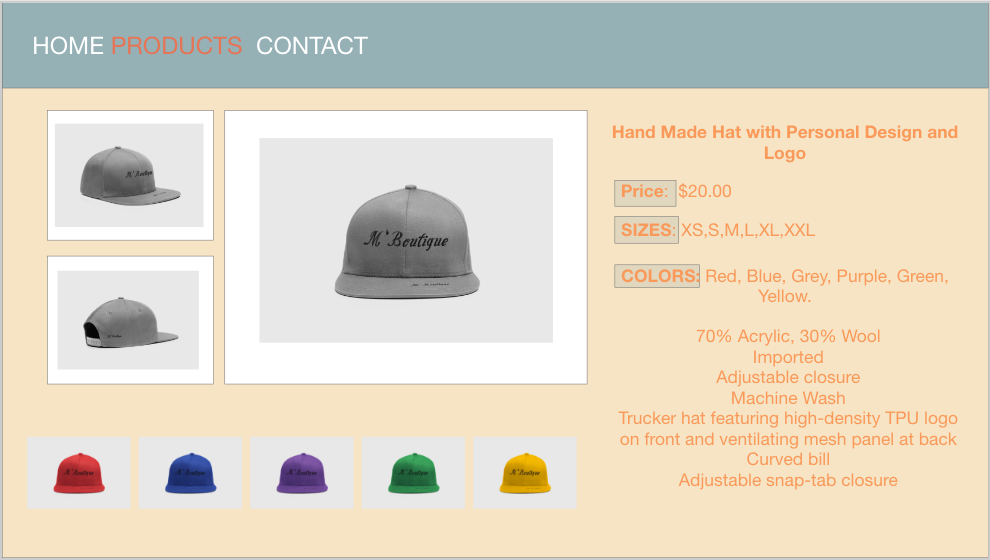 HOME PRODUCTS CONTACT
M'Boutique
M'Boutique
Hand Made Hat with Personal Design and
Logo
Price: $20.00
SIZES: XS,S,M,L,XL,XXL
COLORS: Red, Blue, Grey, Purple, Green,
Yellow.
70% Acrylic, 30% Wool
Imported
Adjustable closure
Machine Wash
Trucker hat featuring high-density TPU logo
on front and ventilating mesh panel at back
Curved bill
Adjustable snap-tab closure
M'Boutique
M'Boutique
M'Boutique
M'Boutique
M'Boutique